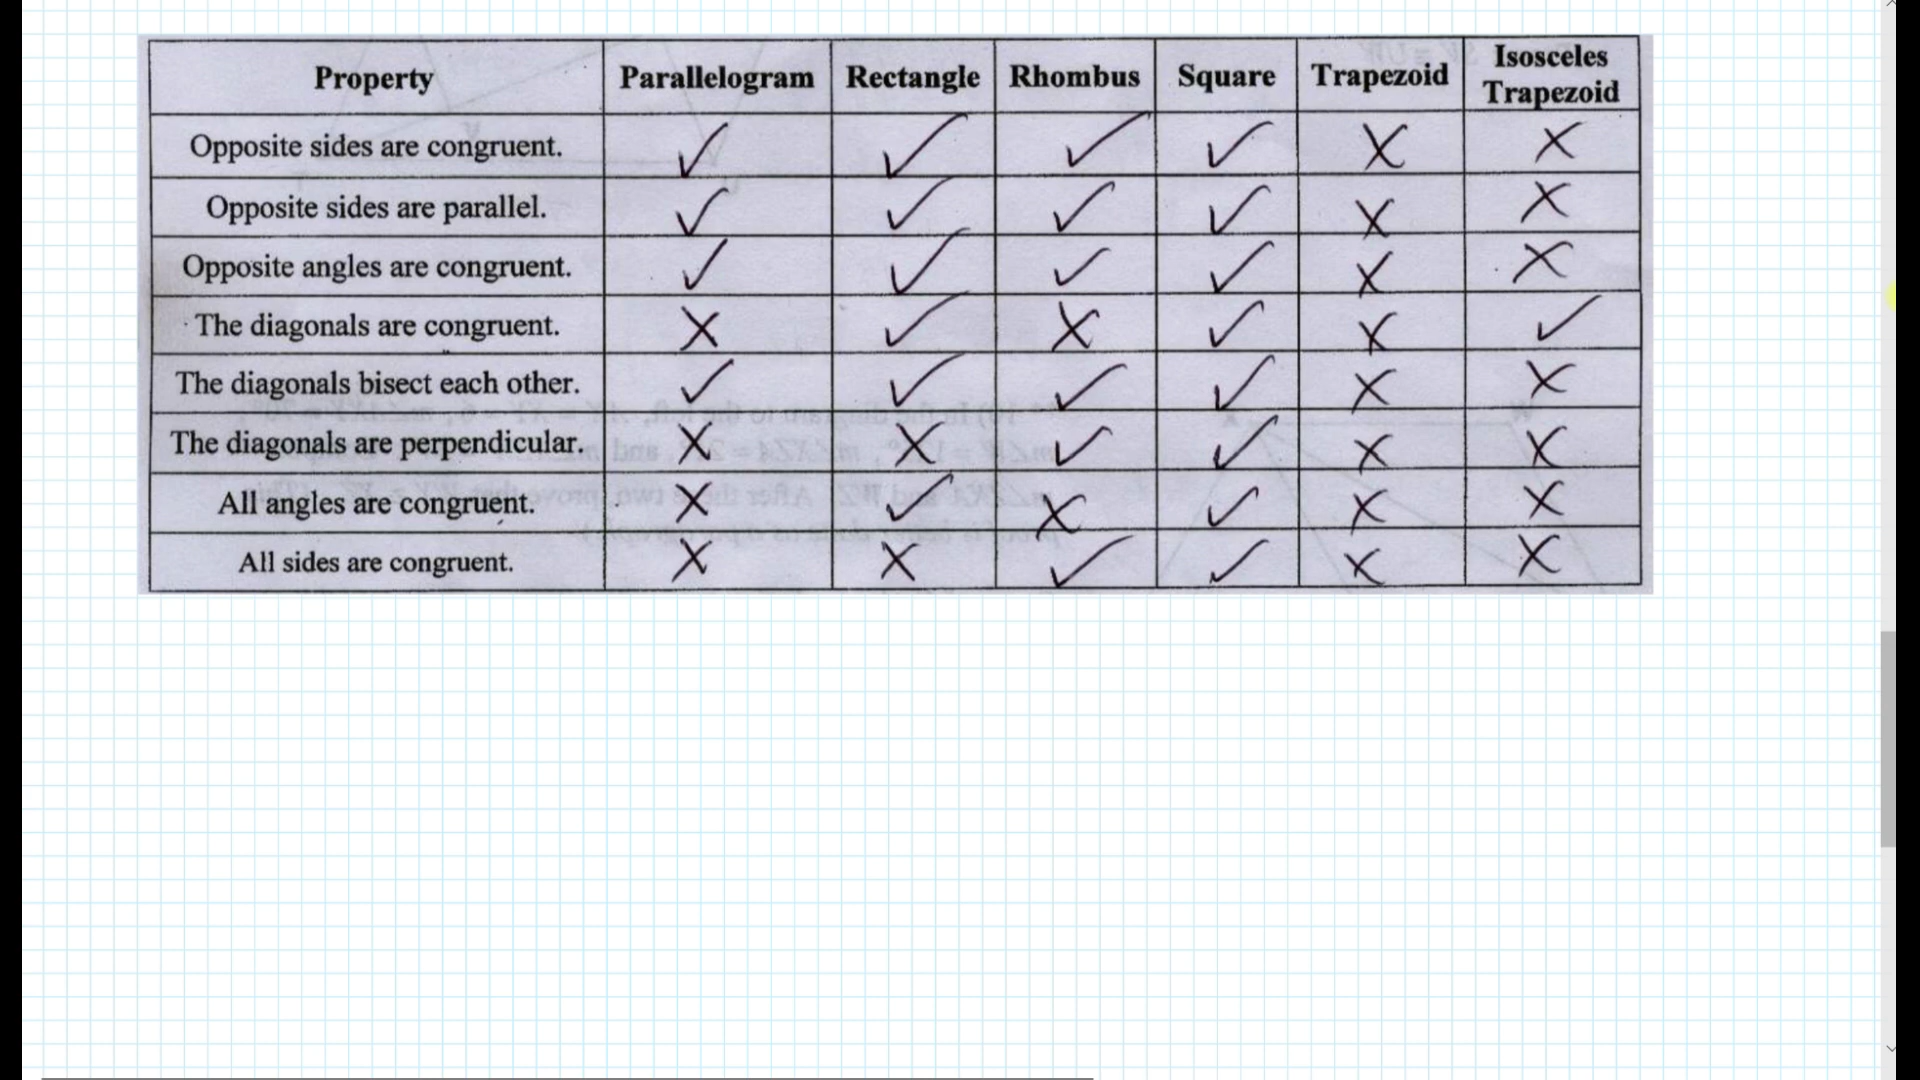 Property Parallelogram Rectangle Rhombus Square Trapezoid Isosceles Trapezoid
Opposite sides are congruent. ✓ ✓ ✓ ✓ X X
Opposite sides are parallel. ✓ ✓ ✓ ✓ X X
Opposite angles are congruent. ✓ ✓ ✓ ✓ X X
The diagonals are congruent. X ✓ X ✓ X ✓
The diagonals bisect each other. ✓ ✓ ✓ ✓ X X
The diagonals are perpendicular. X X ✓ ✓ X X
All angles are congruent. X ✓ X ✓ X X
All sides are congruent. X X ✓ ✓ X X